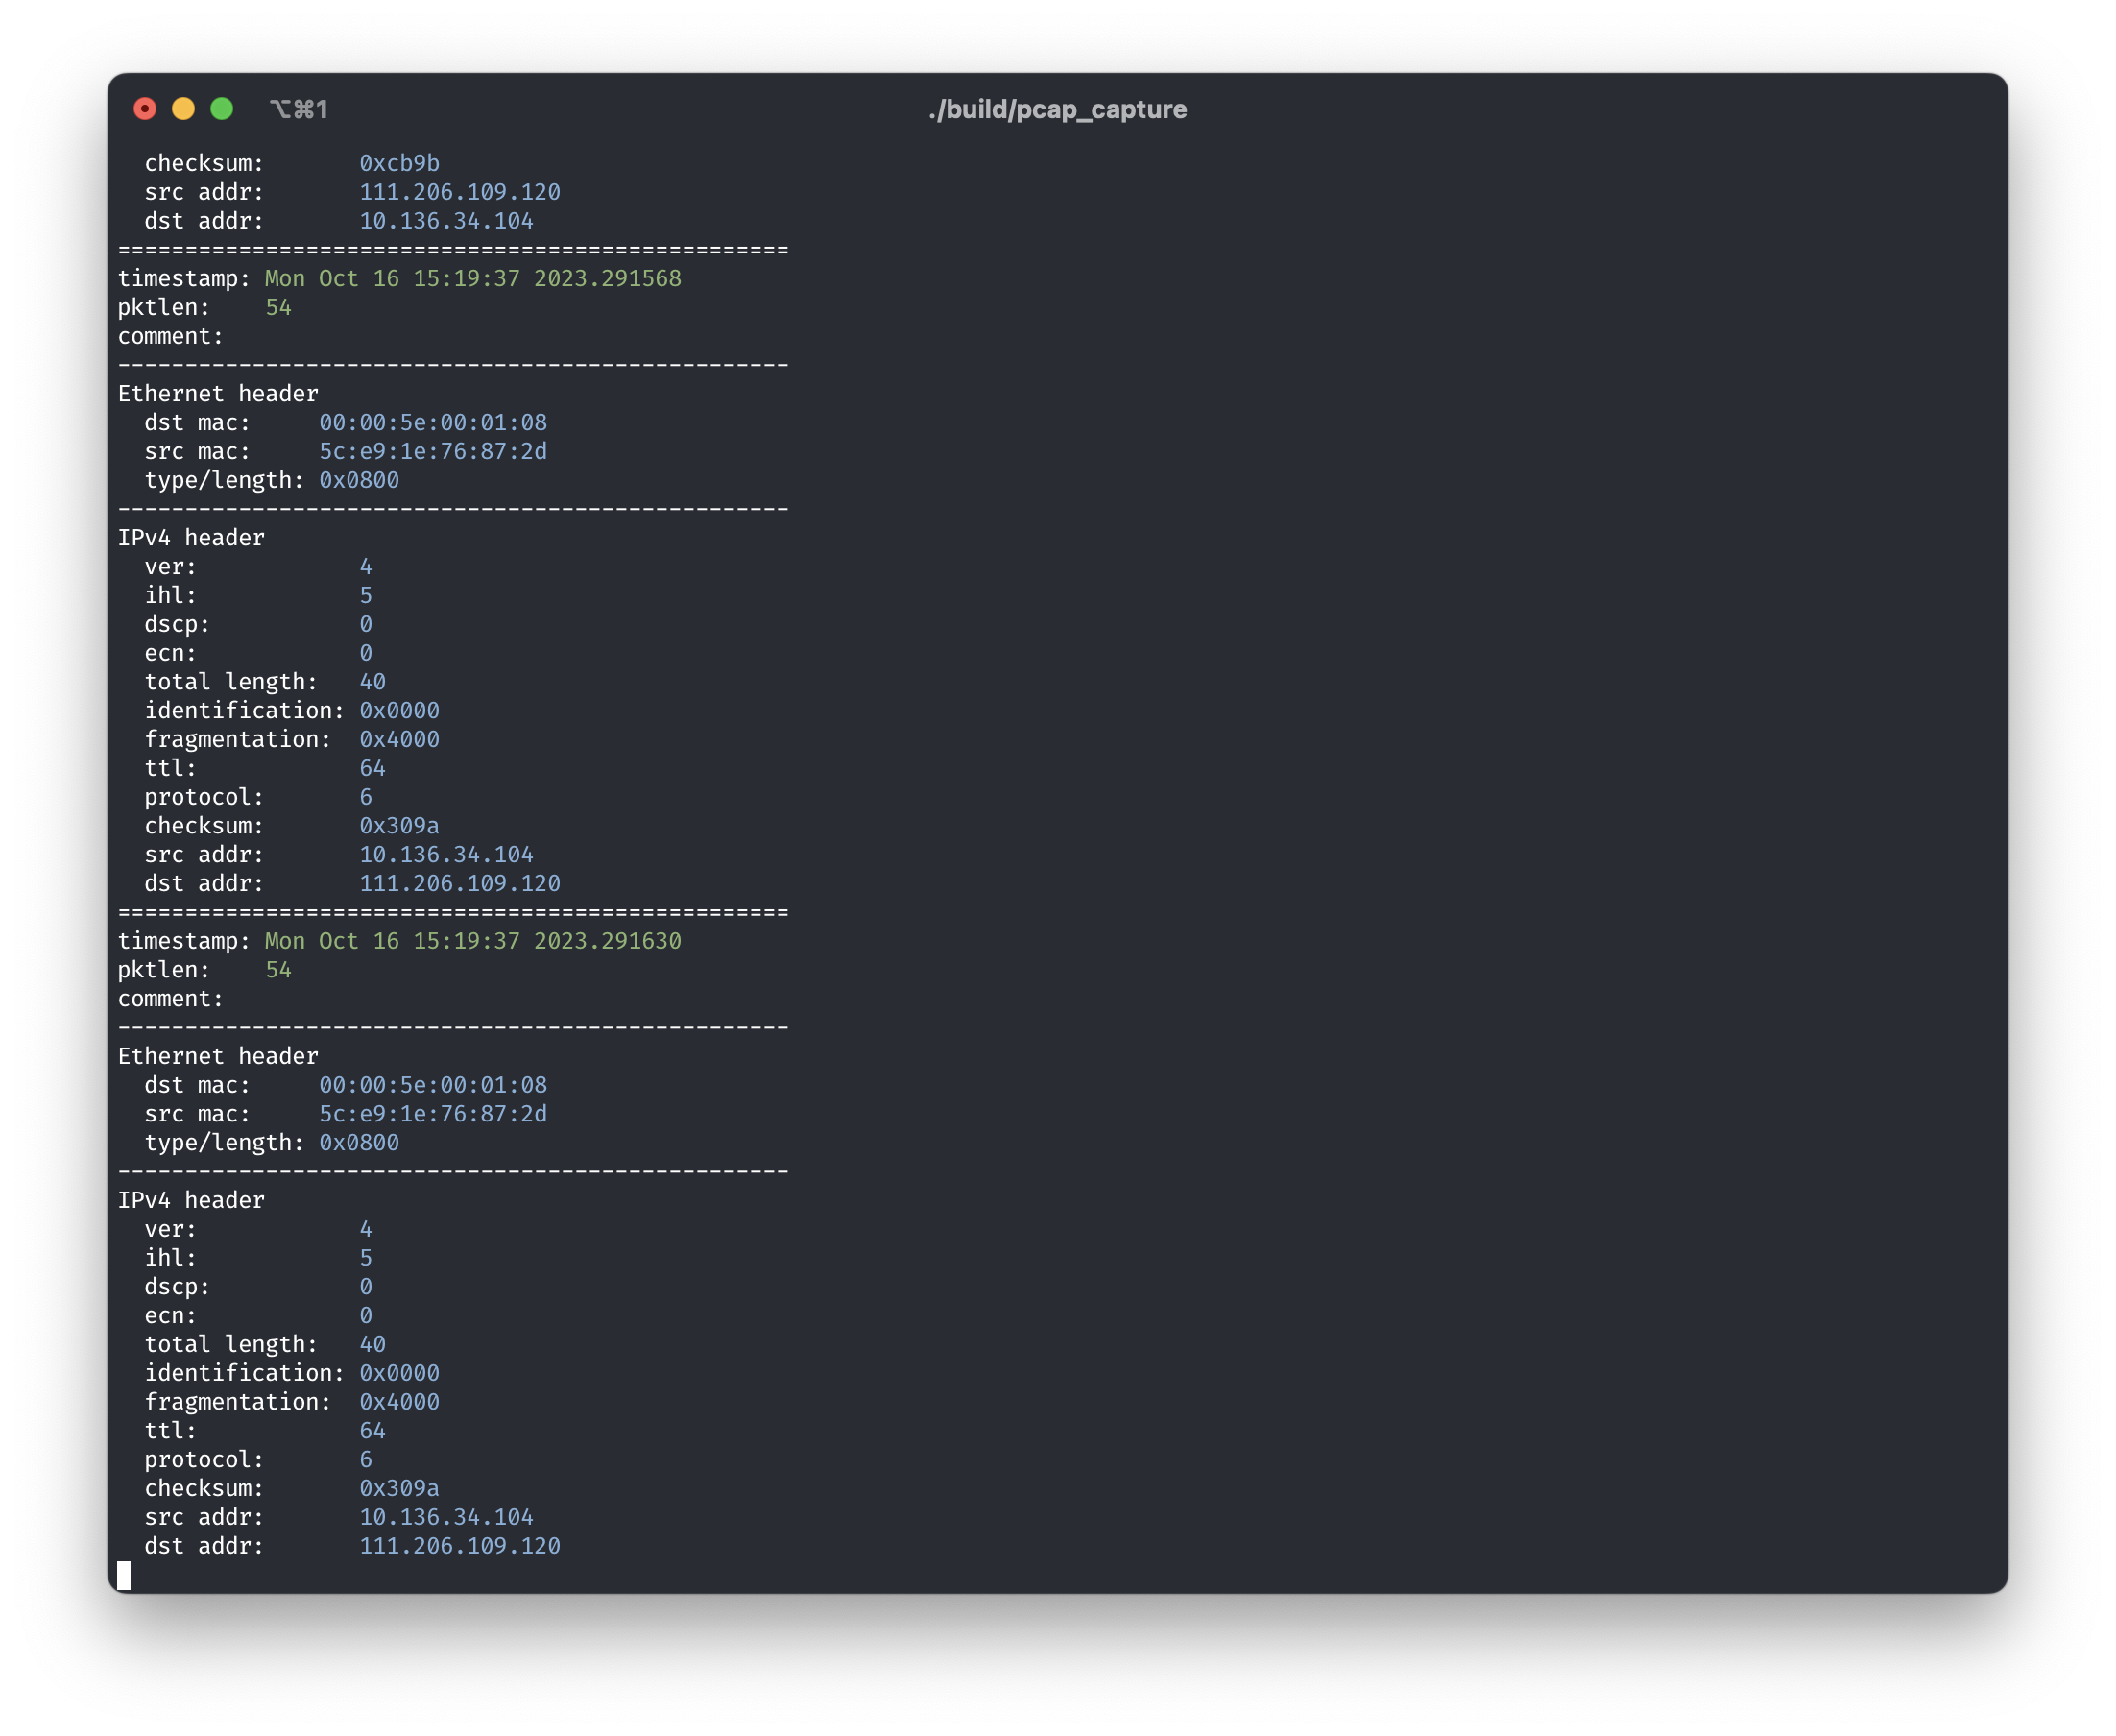 ⌥⌘1 ./build/pcap_capture
  checksum:       0xcb9b
  src addr:       111.206.109.120
  dst addr:       10.136.34.104
==================================================
timestamp: Mon Oct 16 15:19:37 2023.291568
pktlen:    54
comment:
--------------------------------------------------
Ethernet header
  dst mac:     00:00:5e:00:01:08
  src mac:     5c:e9:1e:76:87:2d
  type/length: 0x0800
--------------------------------------------------
IPv4 header
  ver:            4
  ihl:            5
  dscp:           0
  ecn:            0
  total length:   40
  identification: 0x0000
  fragmentation:  0x4000
  ttl:            64
  protocol:       6
  checksum:       0x309a
  src addr:       10.136.34.104
  dst addr:       111.206.109.120
==================================================
timestamp: Mon Oct 16 15:19:37 2023.291630
pktlen:    54
comment:
--------------------------------------------------
Ethernet header
  dst mac:     00:00:5e:00:01:08
  src mac:     5c:e9:1e:76:87:2d
  type/length: 0x0800
--------------------------------------------------
IPv4 header
  ver:            4
  ihl:            5
  dscp:           0
  ecn:            0
  total length:   40
  identification: 0x0000
  fragmentation:  0x4000
  ttl:            64
  protocol:       6
  checksum:       0x309a
  src addr:       10.136.34.104
  dst addr:       111.206.109.120